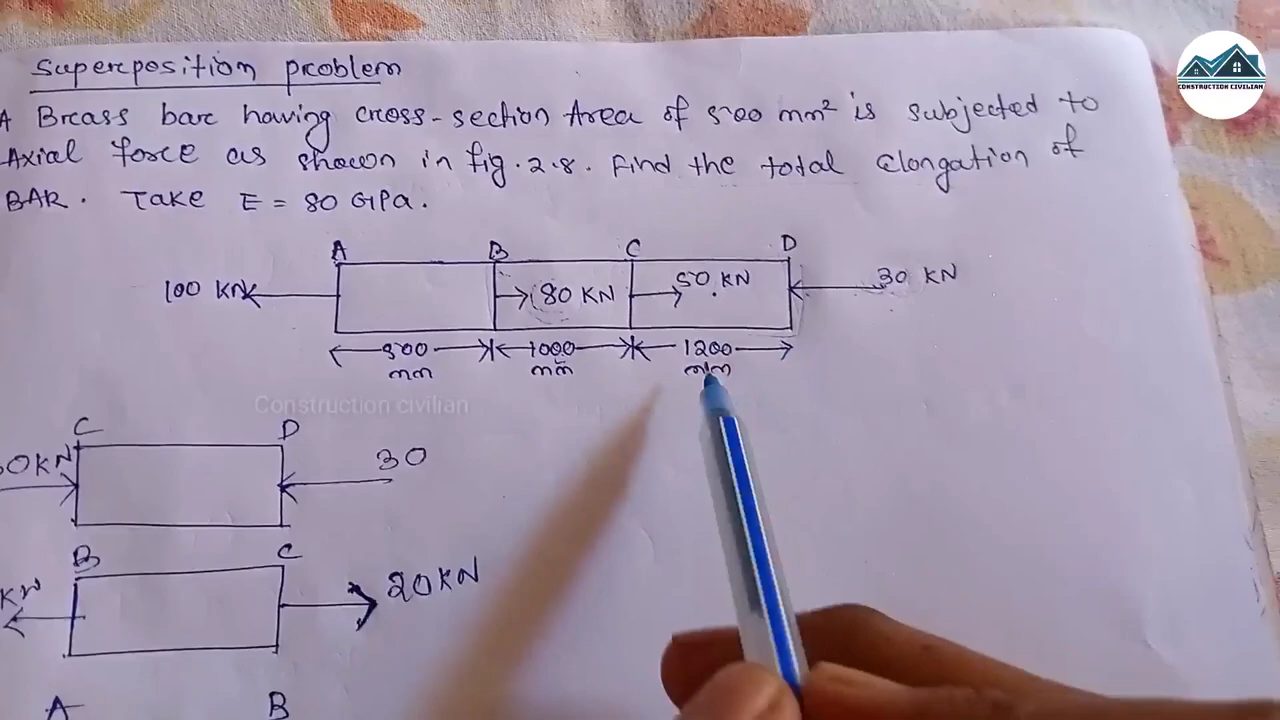 superposition problem
A Brass bar having cross-section Area of 500 mm² is subjected to
Axial force as shown in fig. 2.8. Find the total Elongation of
BAR. Take E = 80 GPa.
A B C D
100 KN 80 KN 50 KN 30 KN
500 1000 1200
mm mm mm
Construction civilian
C D
0KN 30
B C
KN 20KN
A B
CONSTRUCTION CIVILIAN